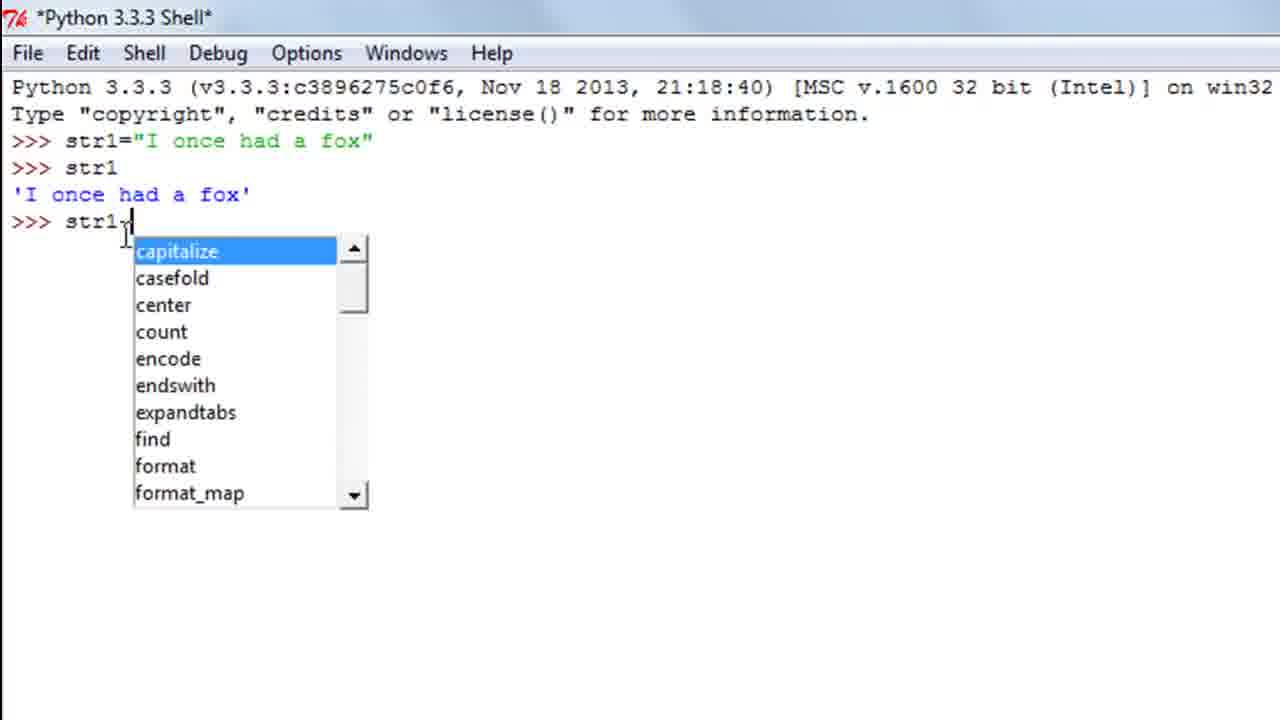 *Python 3.3.3 Shell*
File Edit Shell Debug Options Windows Help
Python 3.3.3 (v3.3.3:c3896275c0f6, Nov 18 2013, 21:18:40) [MSC v.1600 32 bit (Intel)] on win32
Type "copyright", "credits" or "license()" for more information.
>>> str1="I once had a fox"
>>> str1
'I once had a fox'
>>> str1.
capitalize
casefold
center
count
encode
endswith
expandtabs
find
format
format_map